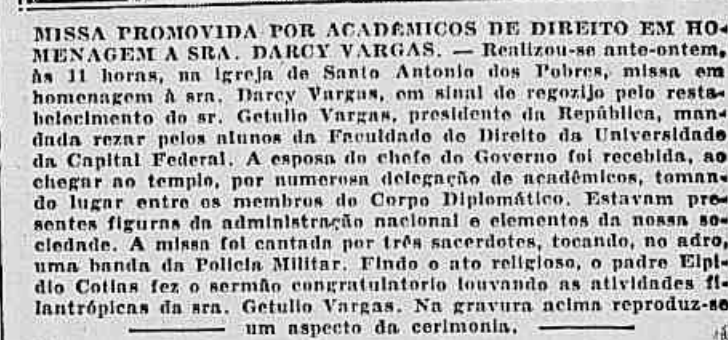 MISSA PROMOVIDA POR ACADÊMICOS DE DIREITO EM HO-
MENAGEM A SRA. DARCY VARGAS. — Realizou-se ante-ontem,
às 11 horas, na igreja de Santo Antonio dos Pobres, missa em
homenagem à sra. Darcy Vargas, em sinal de regozijo pelo resta-
belecimento do sr. Getulio Vargas, presidente da República, man-
dada rezar pelos alunos da Faculdade de Direito da Universidade
da Capital Federal. A esposa do chefe do Governo foi recebida, ao
chegar ao templo, por numerosa delegação de acadêmicos, toman-
do lugar entre os membros do Corpo Diplomático. Estavam pre-
sentes figuras da administração nacional e elementos da nossa so-
ciedade. A missa foi cantada por três sacerdotes, tocando, no adro,
uma banda da Policia Militar. Findo o ato religioso, o padre Elpi-
dio Cotias fez o sermão congratulatorio louvando as atividades fi-
lantrópicas da sra. Getulio Vargas. Na gravura acima reproduz-se
um aspecto da cerimonia.